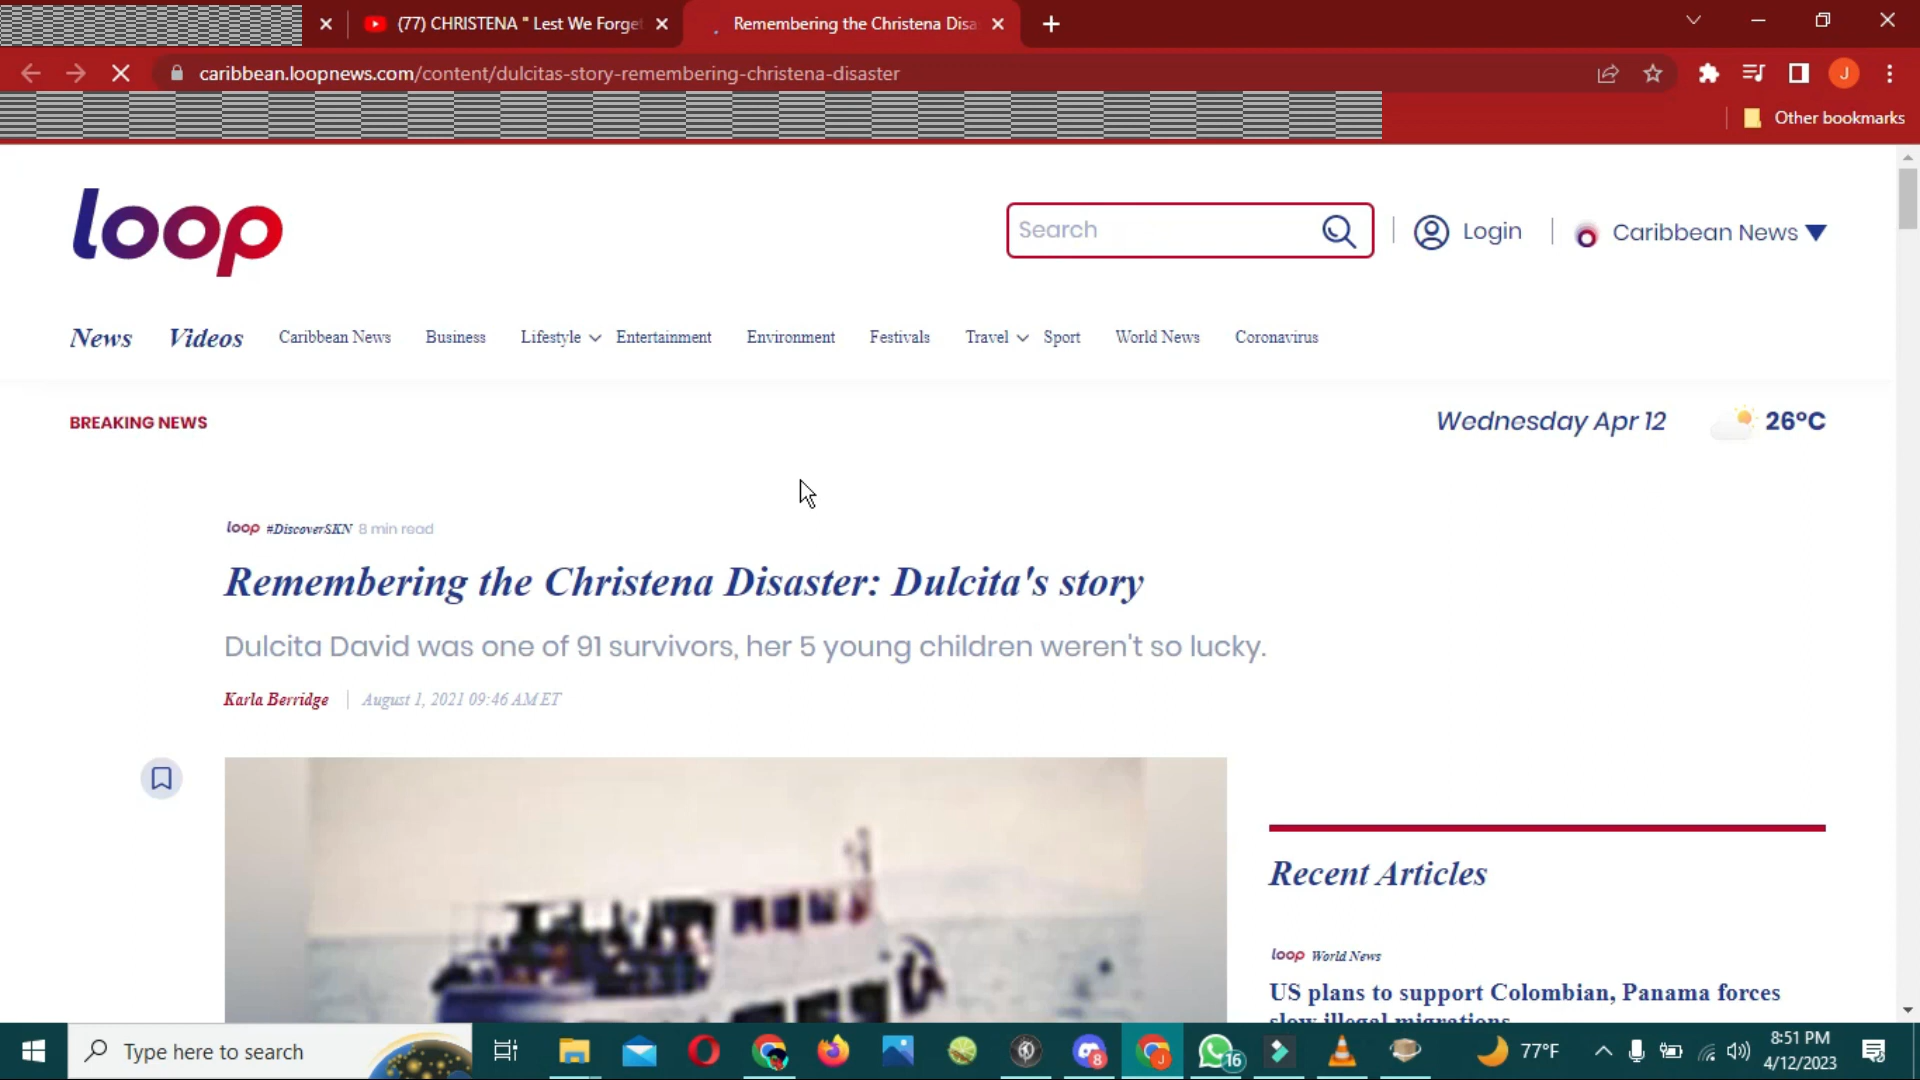 (77) CHRISTENA " Lest We Forge
Remembering the Christena Disa
caribbean.loopnews.com/content/dulcitas-story-remembering-christena-disaster
J
Other bookmarks
loop
Search
Login
Caribbean News
News
Videos
Caribbean News
Business
Lifestyle
Entertainment
Environment
Festivals
Travel
Sport
World News
Coronavirus
BREAKING NEWS
Wednesday Apr 12
26°C
loop #DiscoverSKN 8 min read
Remembering the Christena Disaster: Dulcita's story
Dulcita David was one of 91 survivors, her 5 young children weren't so lucky.
Karla Berridge
August 1, 2021 09:46 AM ET
Recent Articles
loop World News
US plans to support Colombian, Panama forces
slow illegal migrations
Type here to search
8
J
16
77°F
8:51 PM
4/12/2023